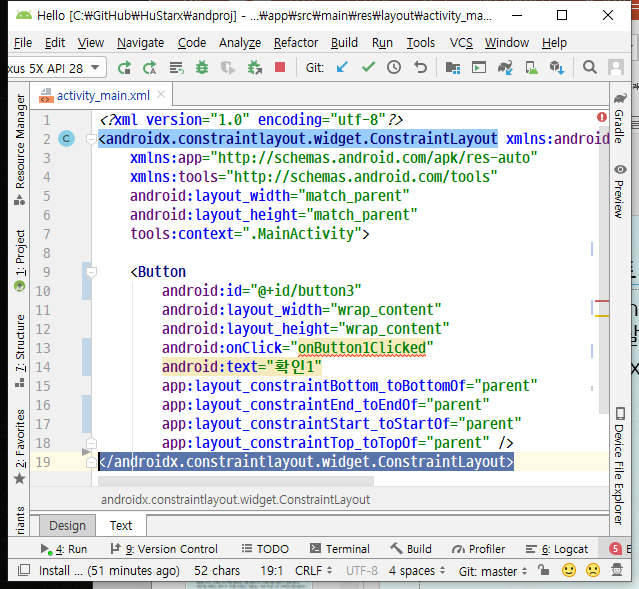 Hello [C:₩GitHub₩HuStarx₩andproj] - ...₩app₩src₩main₩res₩layout₩activity_ma...
File Edit View Navigate Code Analyze Refactor Build Run Tools VCS Window Help
xus 5X API 28 Git:
activity_main.xml
Resource Manager
1: Project
7: Structure
2: Favorites
riants
1 <?xml version="1.0" encoding="utf-8"?>
2 <androidx.constraintlayout.widget.ConstraintLayout xmlns:android
3 xmlns:app="http://schemas.android.com/apk/res-auto"
4 xmlns:tools="http://schemas.android.com/tools"
5 android:layout_width="match_parent"
6 android:layout_height="match_parent"
7 tools:context=".MainActivity">
8
9 <Button
10 android:id="@+id/button3"
11 android:layout_width="wrap_content"
12 android:layout_height="wrap_content"
13 android:onClick="onButton1Clicked"
14 android:text="확인1"
15 app:layout_constraintBottom_toBottomOf="parent"
16 app:layout_constraintEnd_toEndOf="parent"
17 app:layout_constraintStart_toStartOf="parent"
18 app:layout_constraintTop_toTopOf="parent" />
19 </androidx.constraintlayout.widget.ConstraintLayout>
Gradle
Preview
Device File Explorer
androidx.constraintlayout.widget.ConstraintLayout
Design Text
4: Run 9: Version Control TODO Terminal Build Profiler 6: Logcat 5 E
Install ... (51 minutes ago) 52 chars 19:1 CRLF UTF-8 4 spaces Git: master